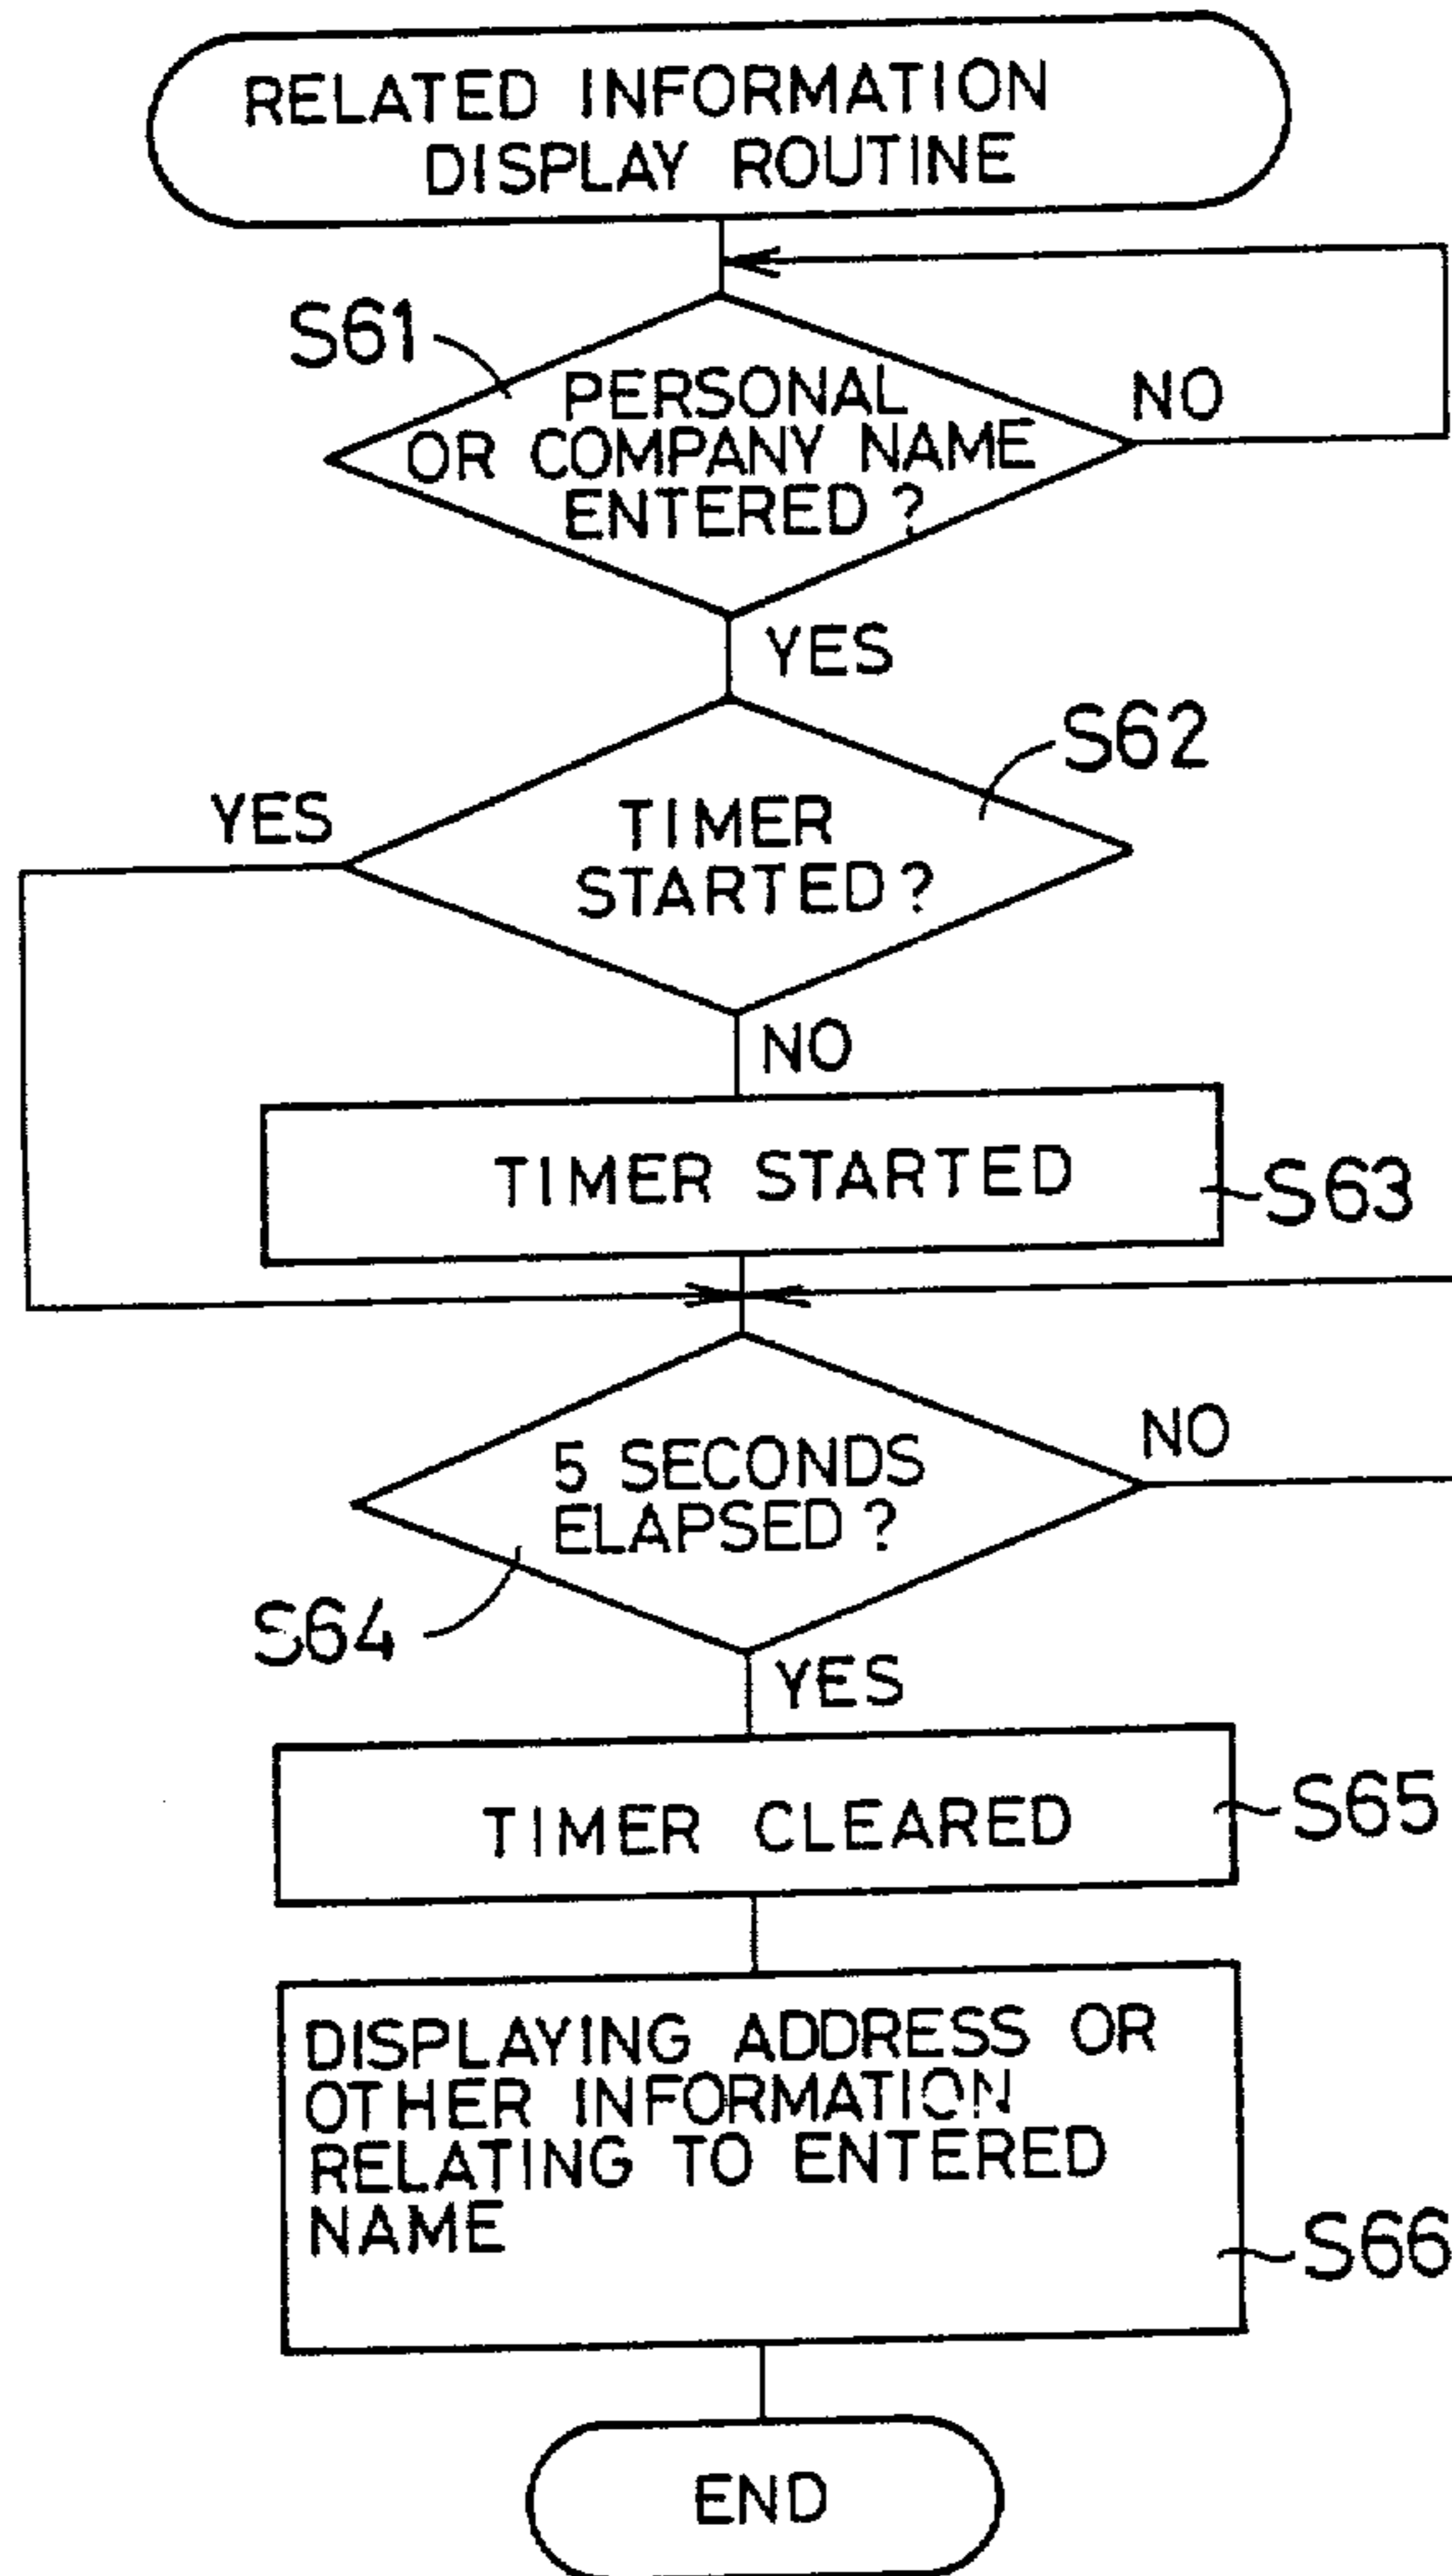 RELATED INFORMATION
DISPLAY ROUTINE
S61
PERSONAL
OR COMPANY NAME
ENTERED?
NO
YES
S62
YES
TIMER
STARTED?
NO
TIMER STARTED
S63
5 SECONDS
ELAPSED?
NO
S64
YES
TIMER CLEARED
S65
DISPLAYING ADDRESS OR
OTHER INFORMATION
RELATING TO ENTERED
NAME
S66
END